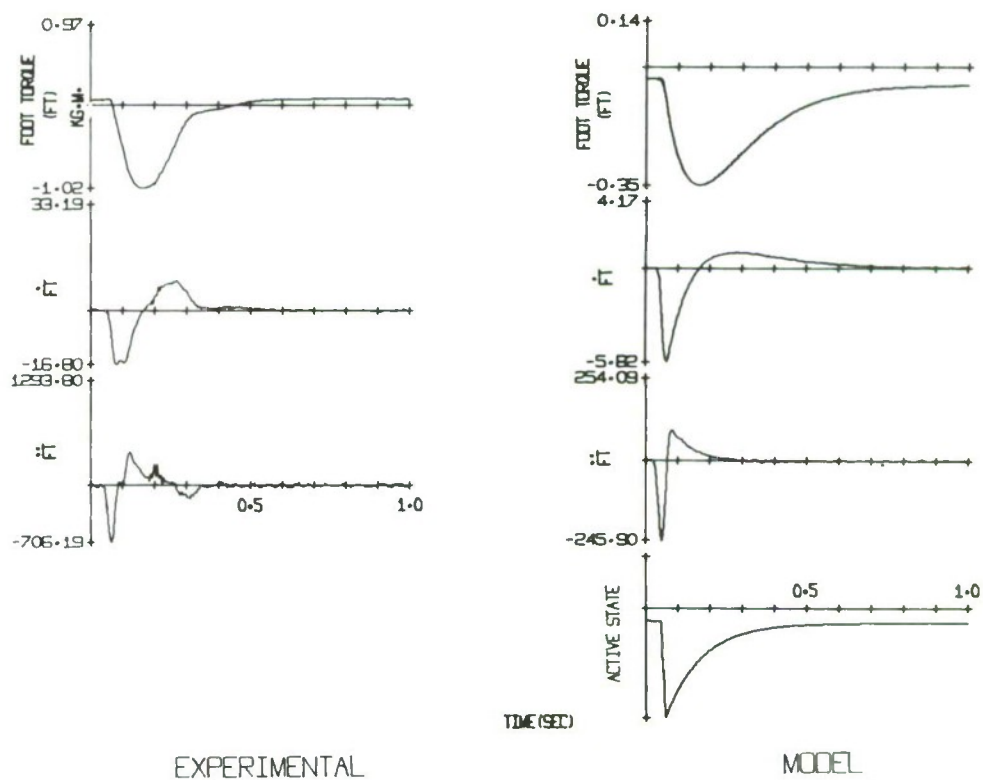 0.97
FOOT TORQUE
(FT)
KG.M.
-1.02
33.19
.FT
-16.80
1293.80
:FT
0.5
1.0
-706.19
EXPERIMENTAL
0.14
FOOT TORQUE
(FT)
-0.35
4.17
.FT
-5.82
254.09
:FT
-245.90
0.5
1.0
ACTIVE STATE
TIME(SEC)
MODEL